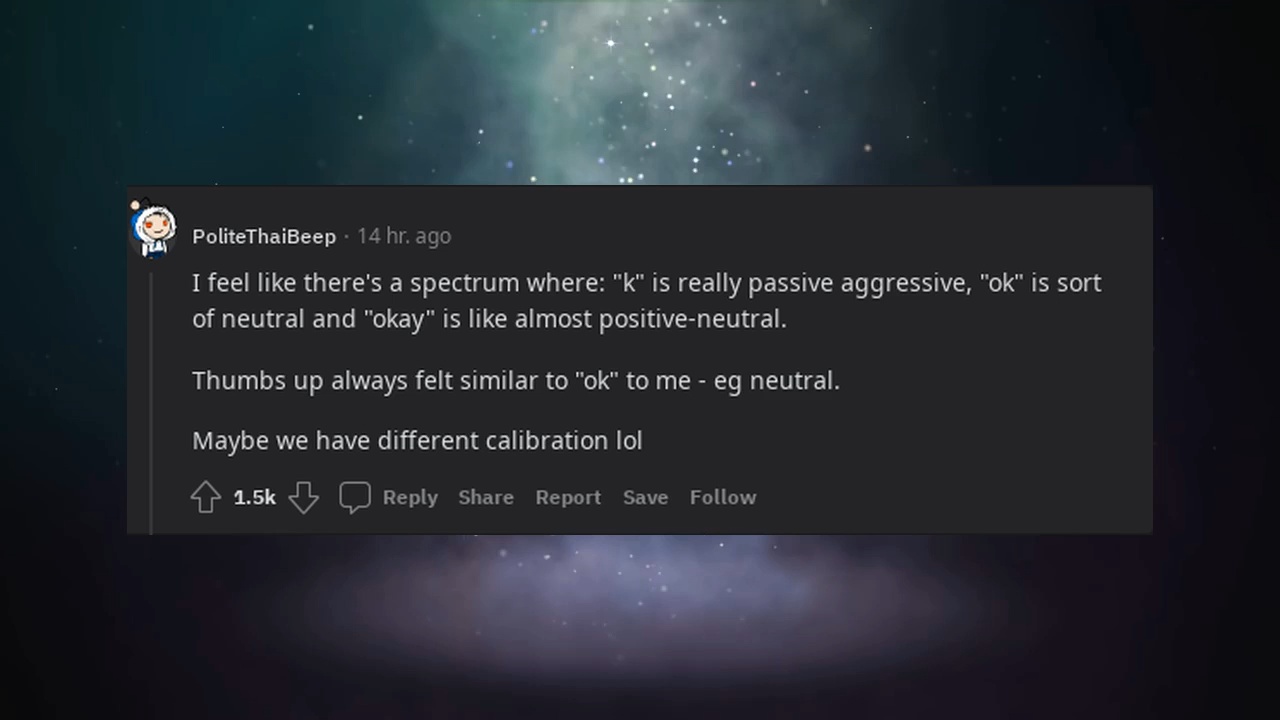 PoliteThaiBeep · 14 hr. ago
I feel like there's a spectrum where: "k" is really passive aggressive, "ok" is sort
of neutral and "okay" is like almost positive-neutral.
Thumbs up always felt similar to "ok" to me - eg neutral.
Maybe we have different calibration lol
1.5k Reply Share Report Save Follow